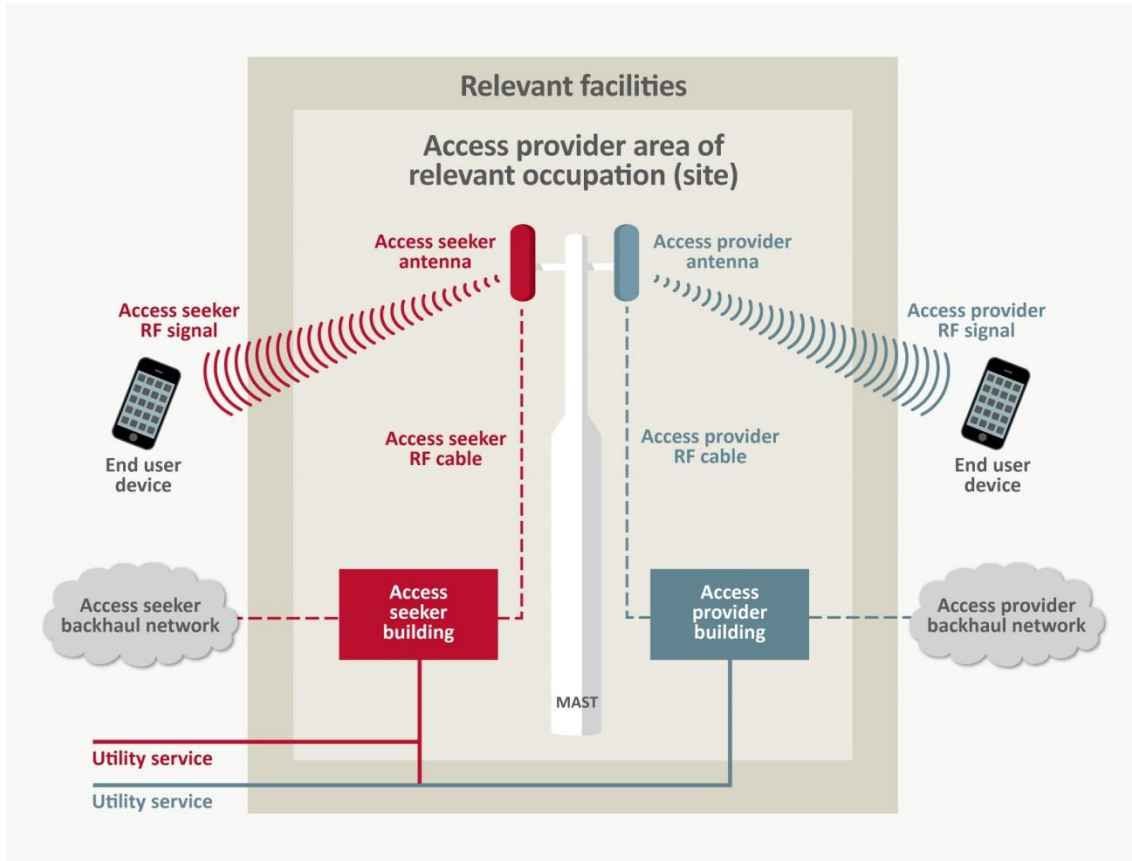 Relevant facilities
Access provider area of
relevant occupation (site)
Access seeker
antenna
Access provider
antenna
Access seeker
RF signal
Access provider
RF signal
End user
device
Access seeker
RF cable
Access provider
RF cable
End user
device
Access seeker
backhaul network
Access
seeker
building
Access
provider
building
Access provider
backhaul network
MAST
Utility service
Utility service